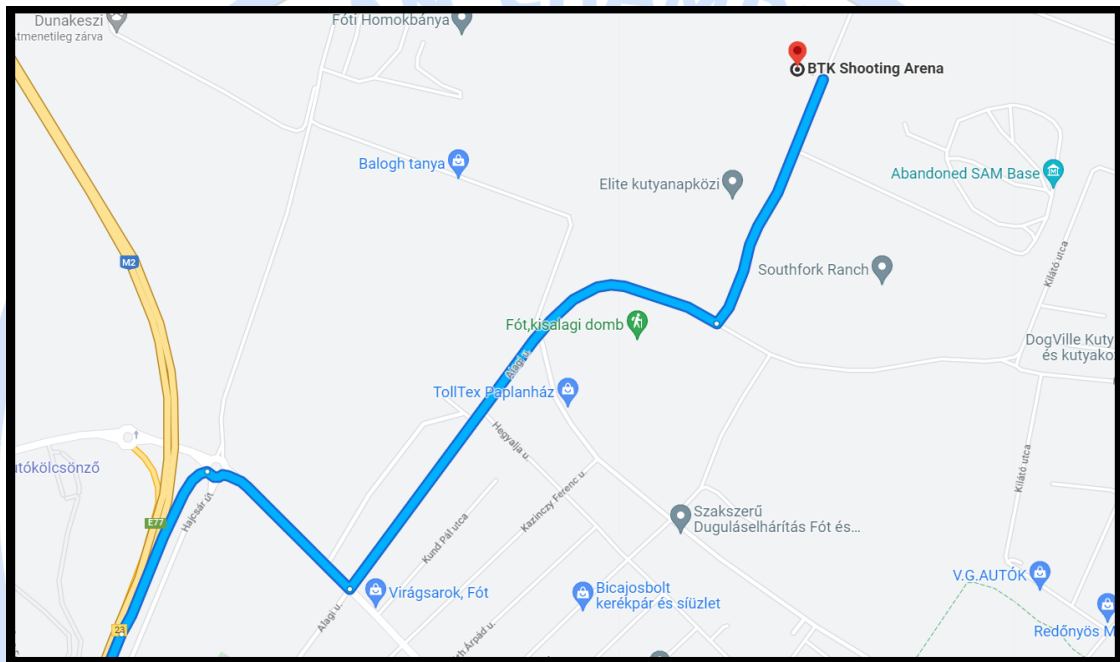 Dunakeszi
Átmenetileg zárva
Fóti Homokbánya
BTK Shooting Arena
Balogh tanya
Elite kutyanapközi
Abandoned SAM Base
M2
Southfork Ranch
Kilátó utca
Fót,kisalagi domb
DogVille Kuty
és kutyako
Alagi u.
TollTex Paplanház
Hegyalja u.
utókölcsönző
Kazinczy Ferenc u.
Kilátó utca
Hajcsár út
E77
Szakszerű
Duguláselhárítás Fót és...
Kund Pál utca
V.G.AUTÓK
Virágsarok, Fót
Bicajosbolt
kerékpár és síüzlet
Alagi u.
23
th Árpád u.
Redőnyös M